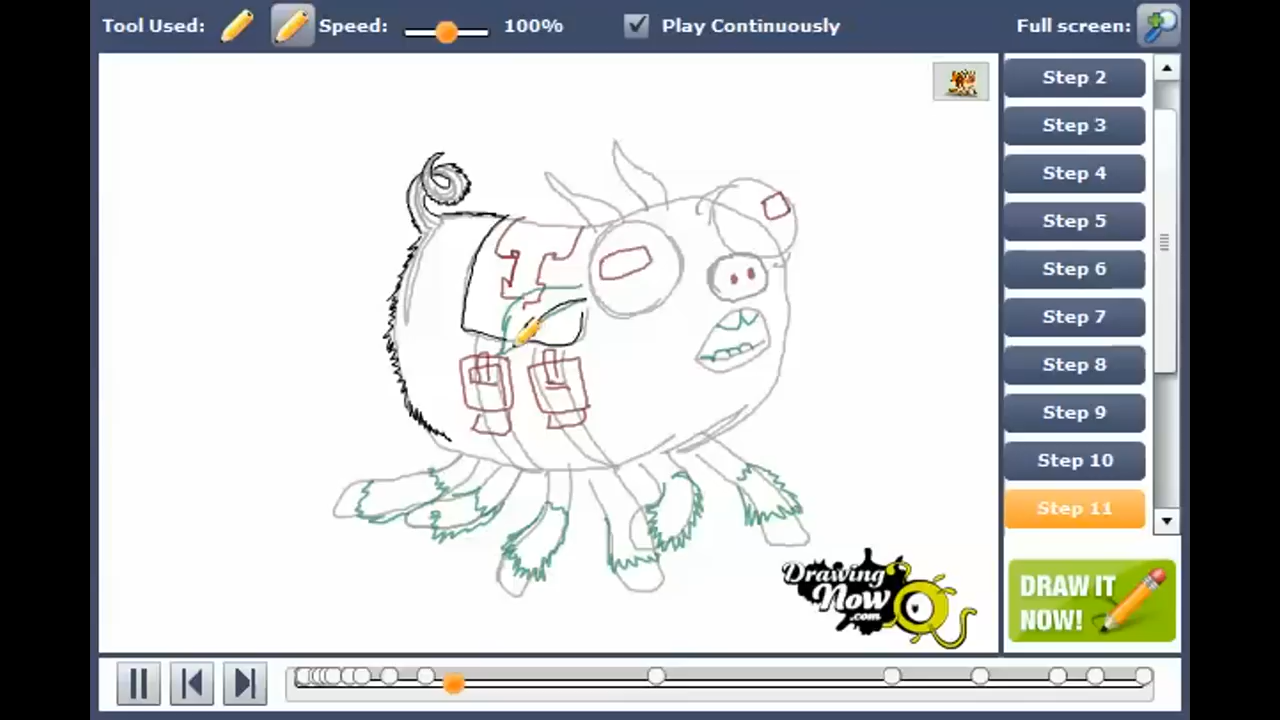 Tool Used: Speed: 100% Play Continuously Full screen:
Step 2
Step 3
Step 4
Step 5
Step 6
Step 7
Step 8
Step 9
Step 10
Step 11
DRAW IT
NOW!
Drawing
Now
.com